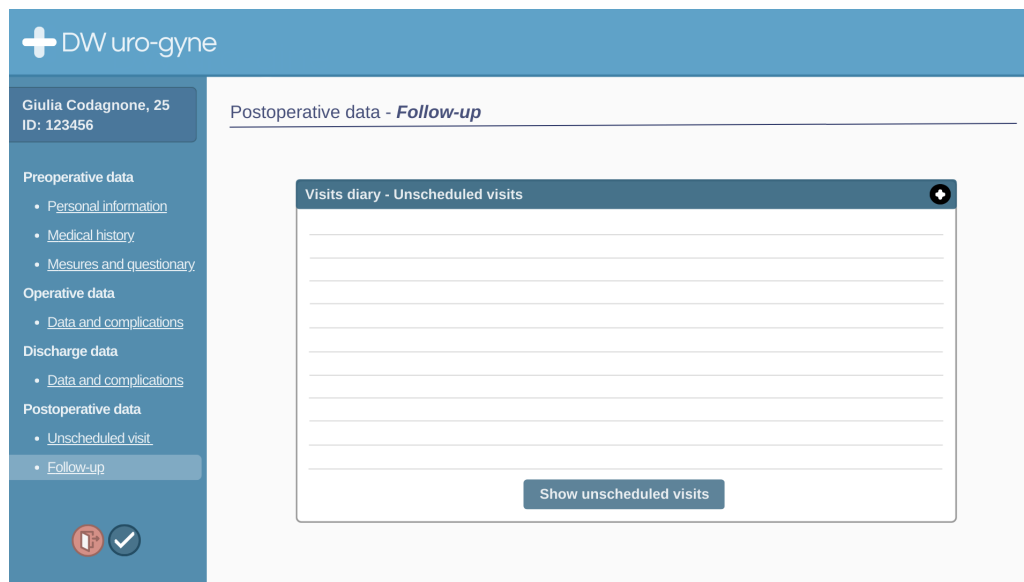 DW uro-gyne
Giulia Codagnone, 25
ID: 123456
Preoperative data
• Personal information
• Medical history
• Mesures and questionary
Operative data
• Data and complications
Discharge data
• Data and complications
Postoperative data
• Unscheduled visit
• Follow-up
Postoperative data - Follow-up
Visits diary - Unscheduled visits
Show unscheduled visits